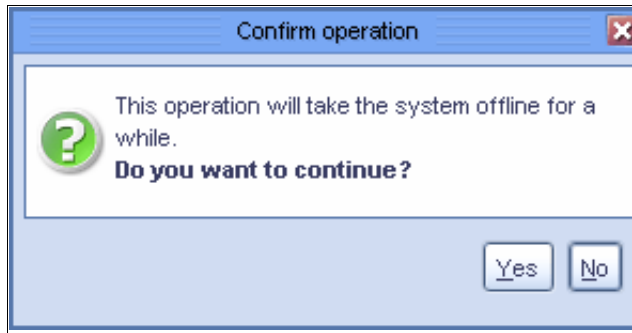 Confirm operation
This operation will take the system offline for a
while.
Do you want to continue?
Yes No